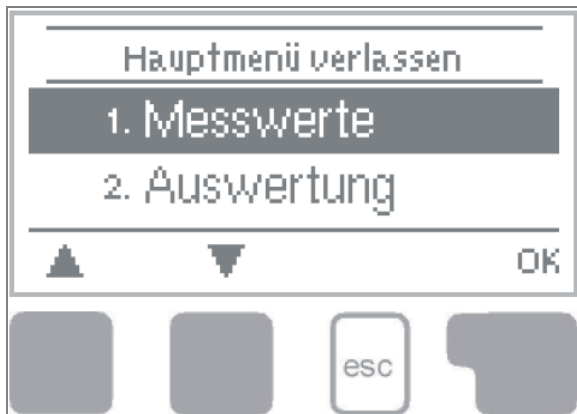 Hauptmenü verlassen
1. Messwerte
2. Auswertung
OK
esc